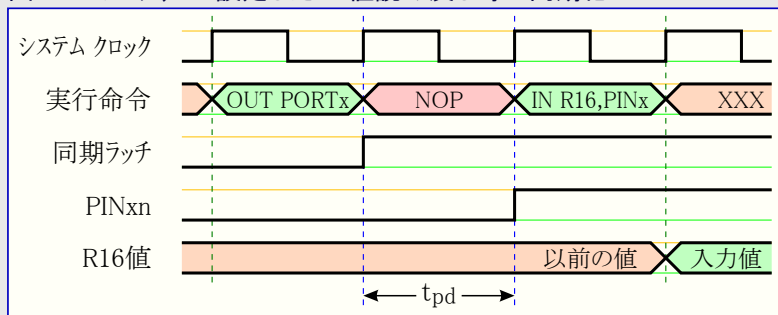 システム クロック
実行命令 OUT PORTx NOP IN R16,PINx XXX
同期ラッチ
PINxn
R16値 以前の値 入力値
tpd